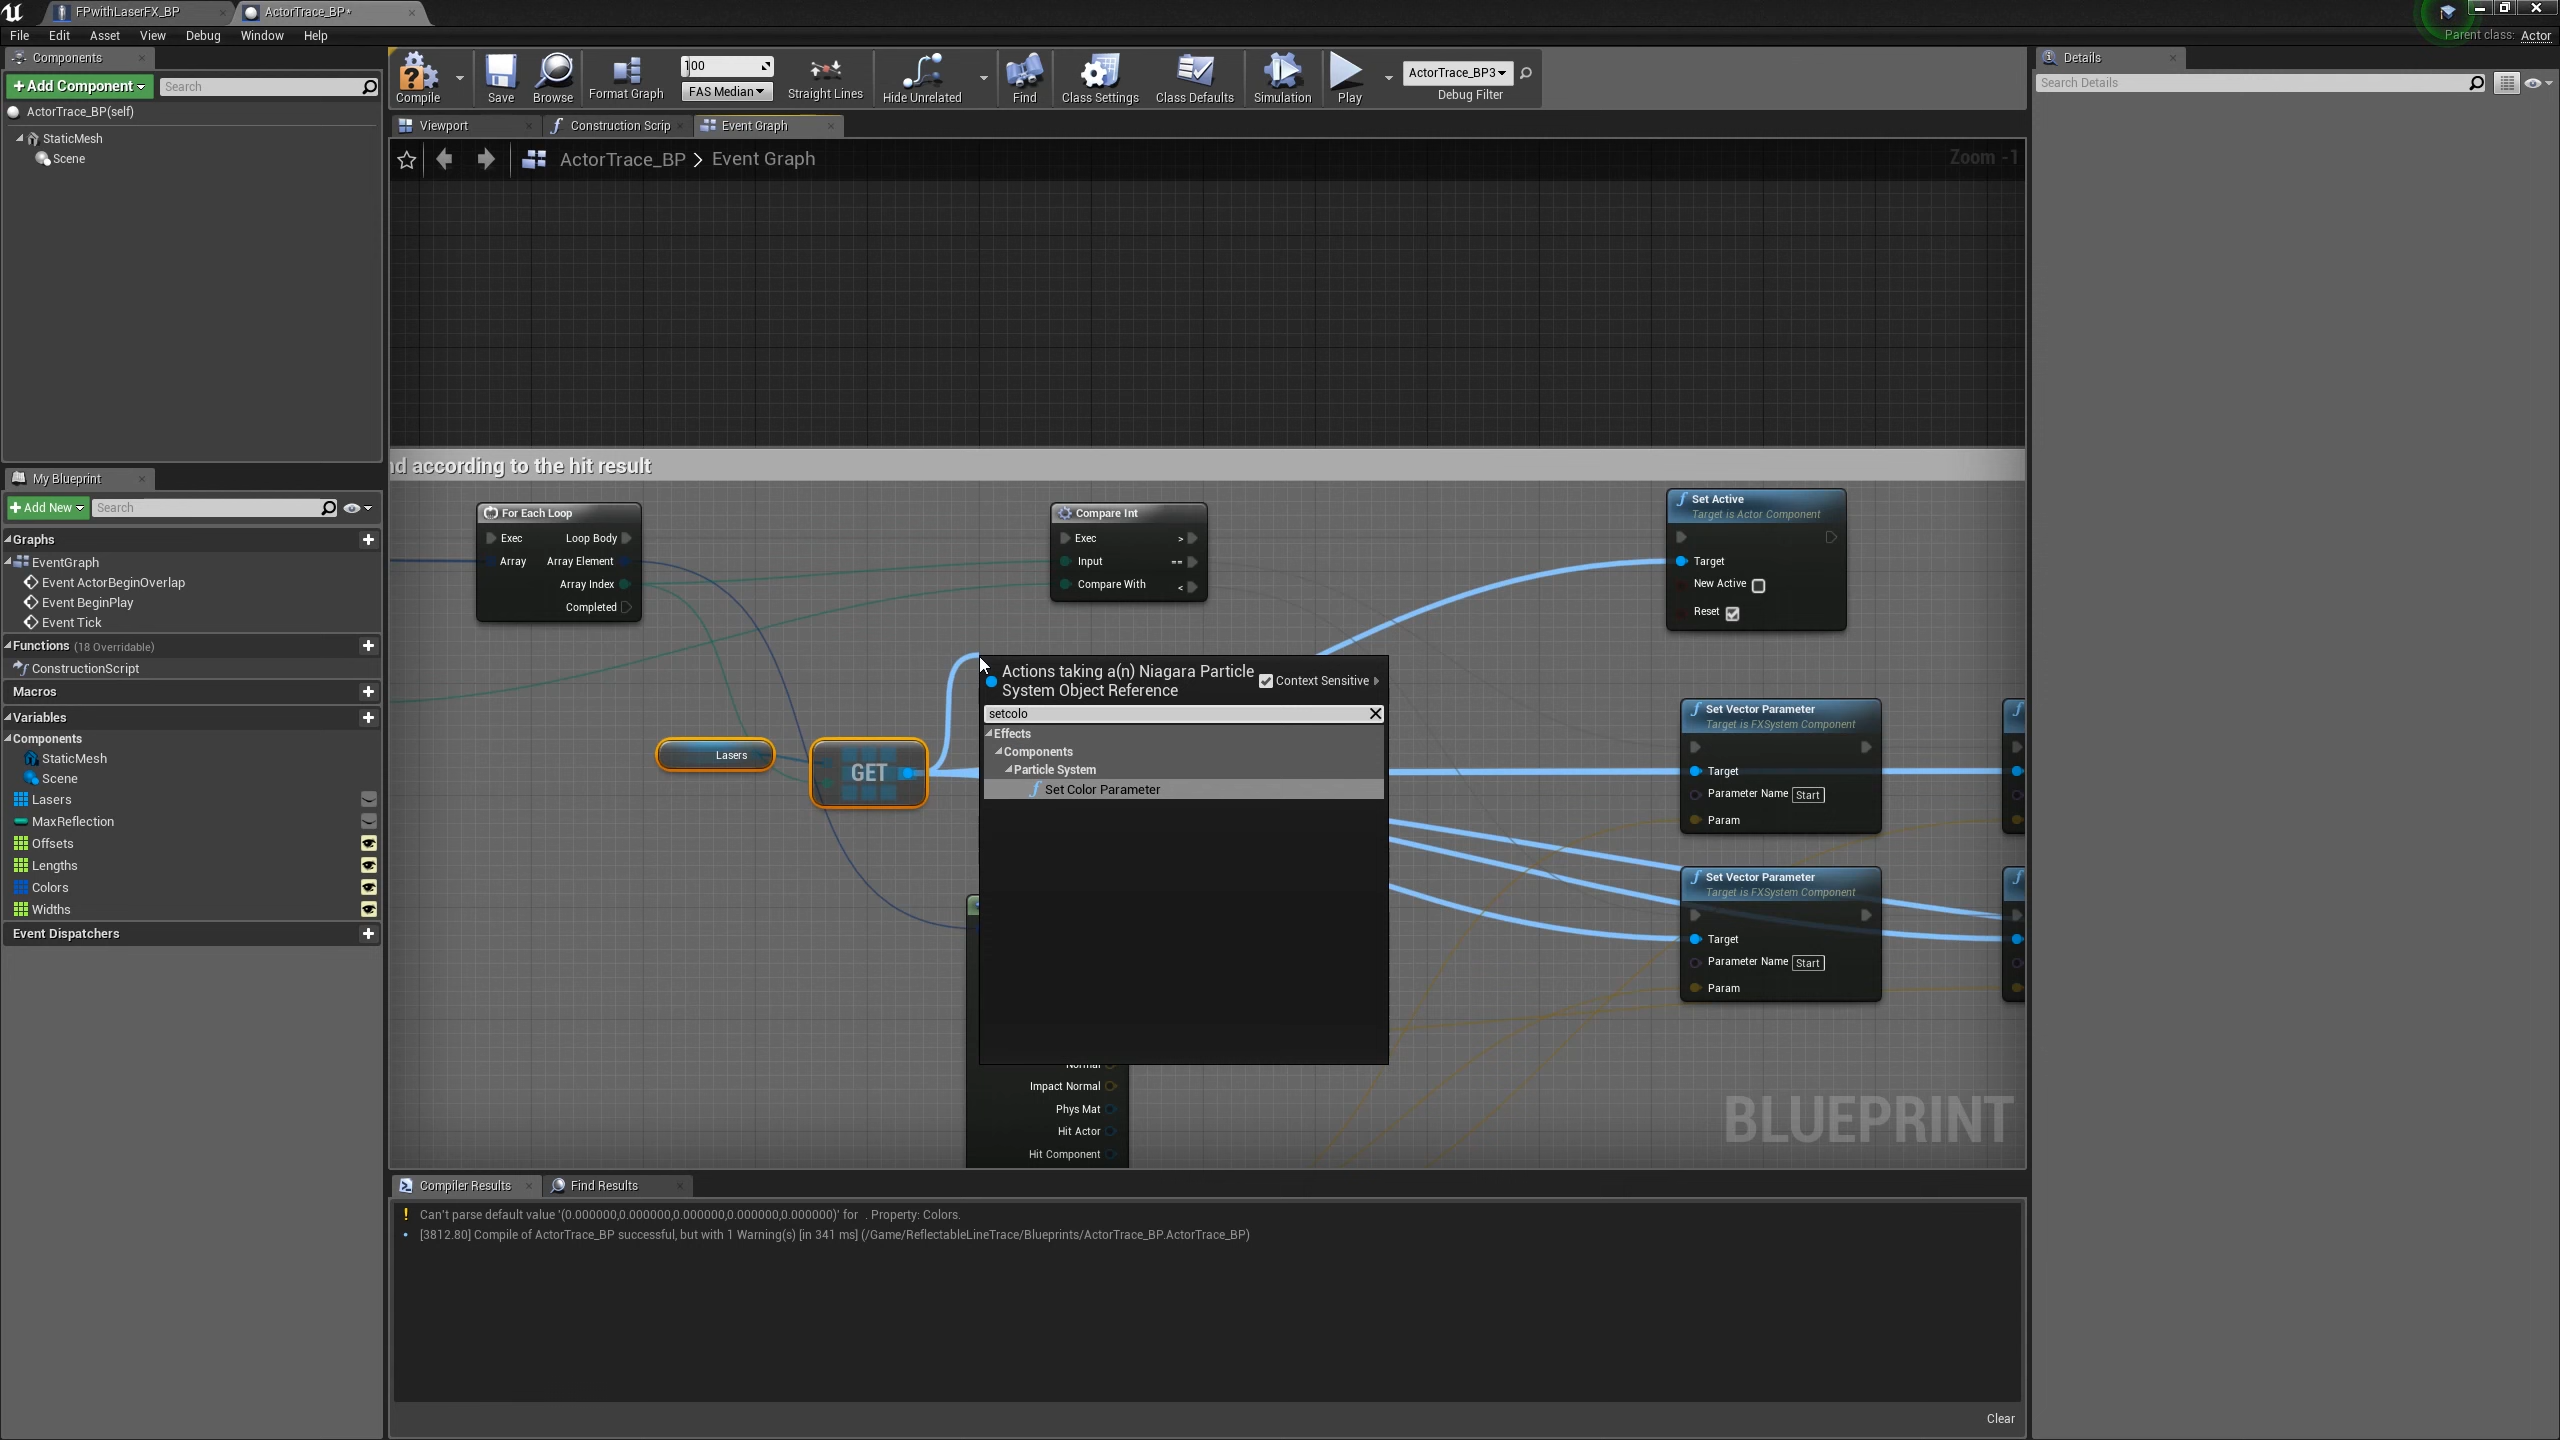 FPwithLaserFX_BP
ActorTrace_BP*
File Edit Asset View Debug Window Help
Parent class: Actor
Components
+Add Component
Search
ActorTrace_BP(self)
StaticMesh
Scene
Compile
Save
Browse
Format Graph
100
FAS Median
Straight Lines
Hide Unrelated
Find
Class Settings
Class Defaults
Simulation
Play
ActorTrace_BP3
Debug Filter
Details
Search Details
Viewport
Construction Scrip
Event Graph
ActorTrace_BP > Event Graph
Zoom -1
My Blueprint
+Add New
Search
Graphs
EventGraph
Event ActorBeginOverlap
Event BeginPlay
Event Tick
Functions (18 Overridable)
ConstructionScript
Macros
Variables
Components
StaticMesh
Scene
Lasers
MaxReflection
Offsets
Lengths
Colors
Widths
Event Dispatchers
nd according to the hit result
For Each Loop
Exec Loop Body
Array Array Element
Array Index
Completed
Compare Int
Exec >
Input ==
Compare With <
Set Active
Target is Actor Component
Target
New Active
Reset
Lasers
GET
Actions taking a(n) Niagara Particle
System Object Reference
Context Sensitive
setcolo
Effects
Components
Particle System
Set Color Parameter
Set Vector Parameter
Target is FXSystem Component
Target
Parameter Name Start
Param
Set Vector Parameter
Target is FXSystem Component
Target
Parameter Name Start
Param
Normal
Impact Normal
Phys Mat
Hit Actor
Hit Component
BLUEPRINT
Compiler Results
Find Results
Can't parse default value '(0.000000,0.000000,0.000000,0.000000,0.000000)' for . Property: Colors.
[3812.80] Compile of ActorTrace_BP successful, but with 1 Warning(s) [in 341 ms] (/Game/ReflectableLineTrace/Blueprints/ActorTrace_BP.ActorTrace_BP)
Clear